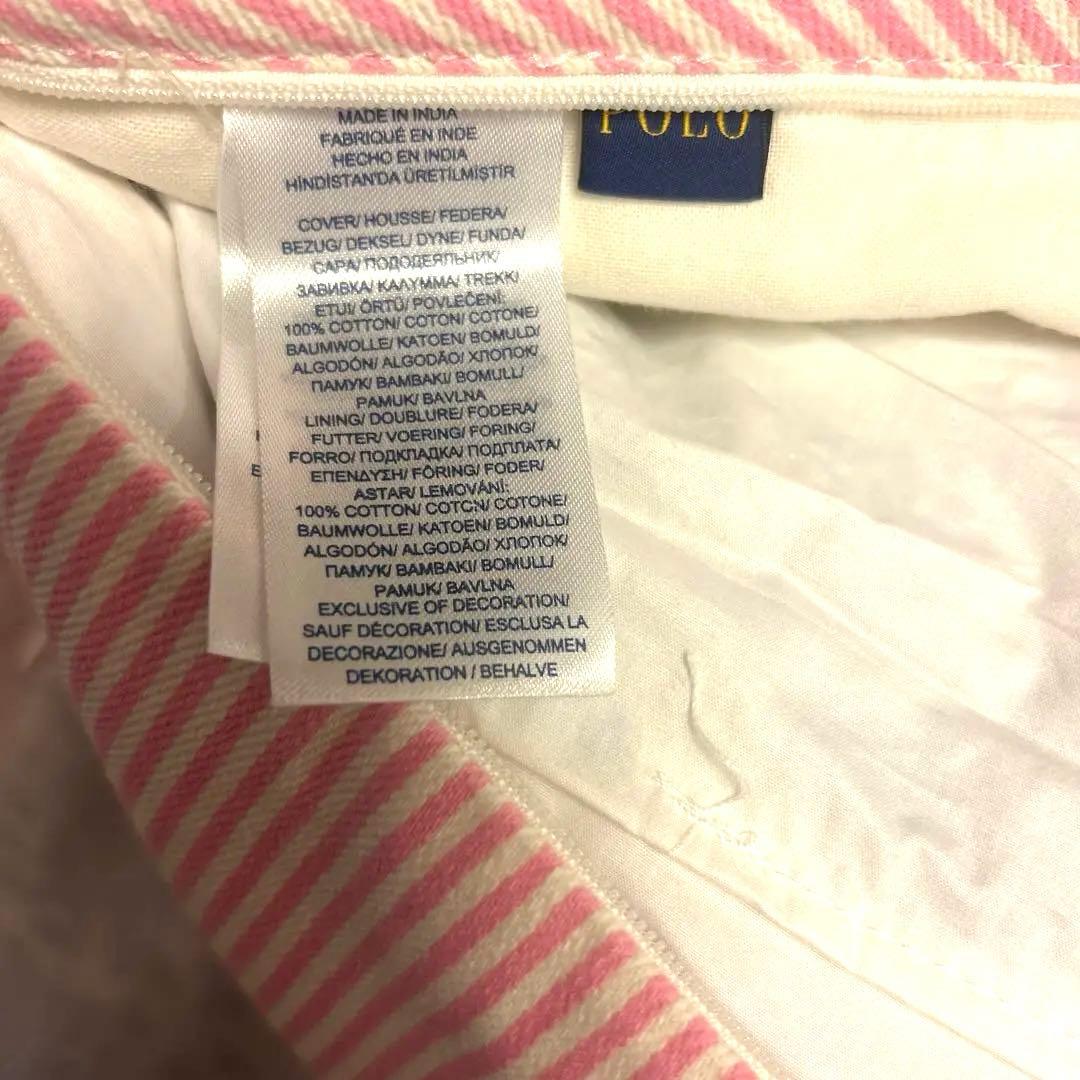 MADE IN INDIA
FABRIQUÉ EN INDE
HECHO EN INDIA
HİNDİSTAN'DA ÜRETİLMİŞTİR
COVER/ HOUSSE/ FEDERA/
BEZUG/ DEKSEL/ DYNE/ FUNDA/
CAPA/ ПОДОДЕЯЛЬНИК/
ЗАВИВКА/ ΚΑΛΥΜΜΑ/ TREKK/
ETUI/ ÖRTÜ/ POVLEČENÍ:
100% COTTON/ COTON/ COTONE/
BAUMWOLLE/ KATOEN/ BOMULD/
ALGODÓN/ ALGODÃO/ ХЛОПОК/
ПАМУК/ ΒΑΜΒΑΚΙ/ BOMULL/
PAMUK/ BAVLNA
LINING/ DOUBLURE/ FODERA/
FUTTER/ VOERING/ FORING/
FORRO/ ПОДКЛАДКА/ ПОДПЛАТА/
ΕΠΕΝΔΥΣΗ/ FÔRING/ FODER/
ASTAR/ LEMOVÁNÍ:
100% COTTON/ COTON/ COTONE/
BAUMWOLLE/ KATOEN/ BOMULD/
ALGODÓN/ ALGODÃO/ ХЛОПОК/
ПАМУК/ ΒΑΜΒΑΚΙ/ BOMULL/
PAMUK/ BAVLNA
EXCLUSIVE OF DECORATION/
SAUF DÉCORATION/ ESCLUSA LA
DECORAZIONE/ AUSGENOMMEN
DEKORATION / BEHALVE
POLO